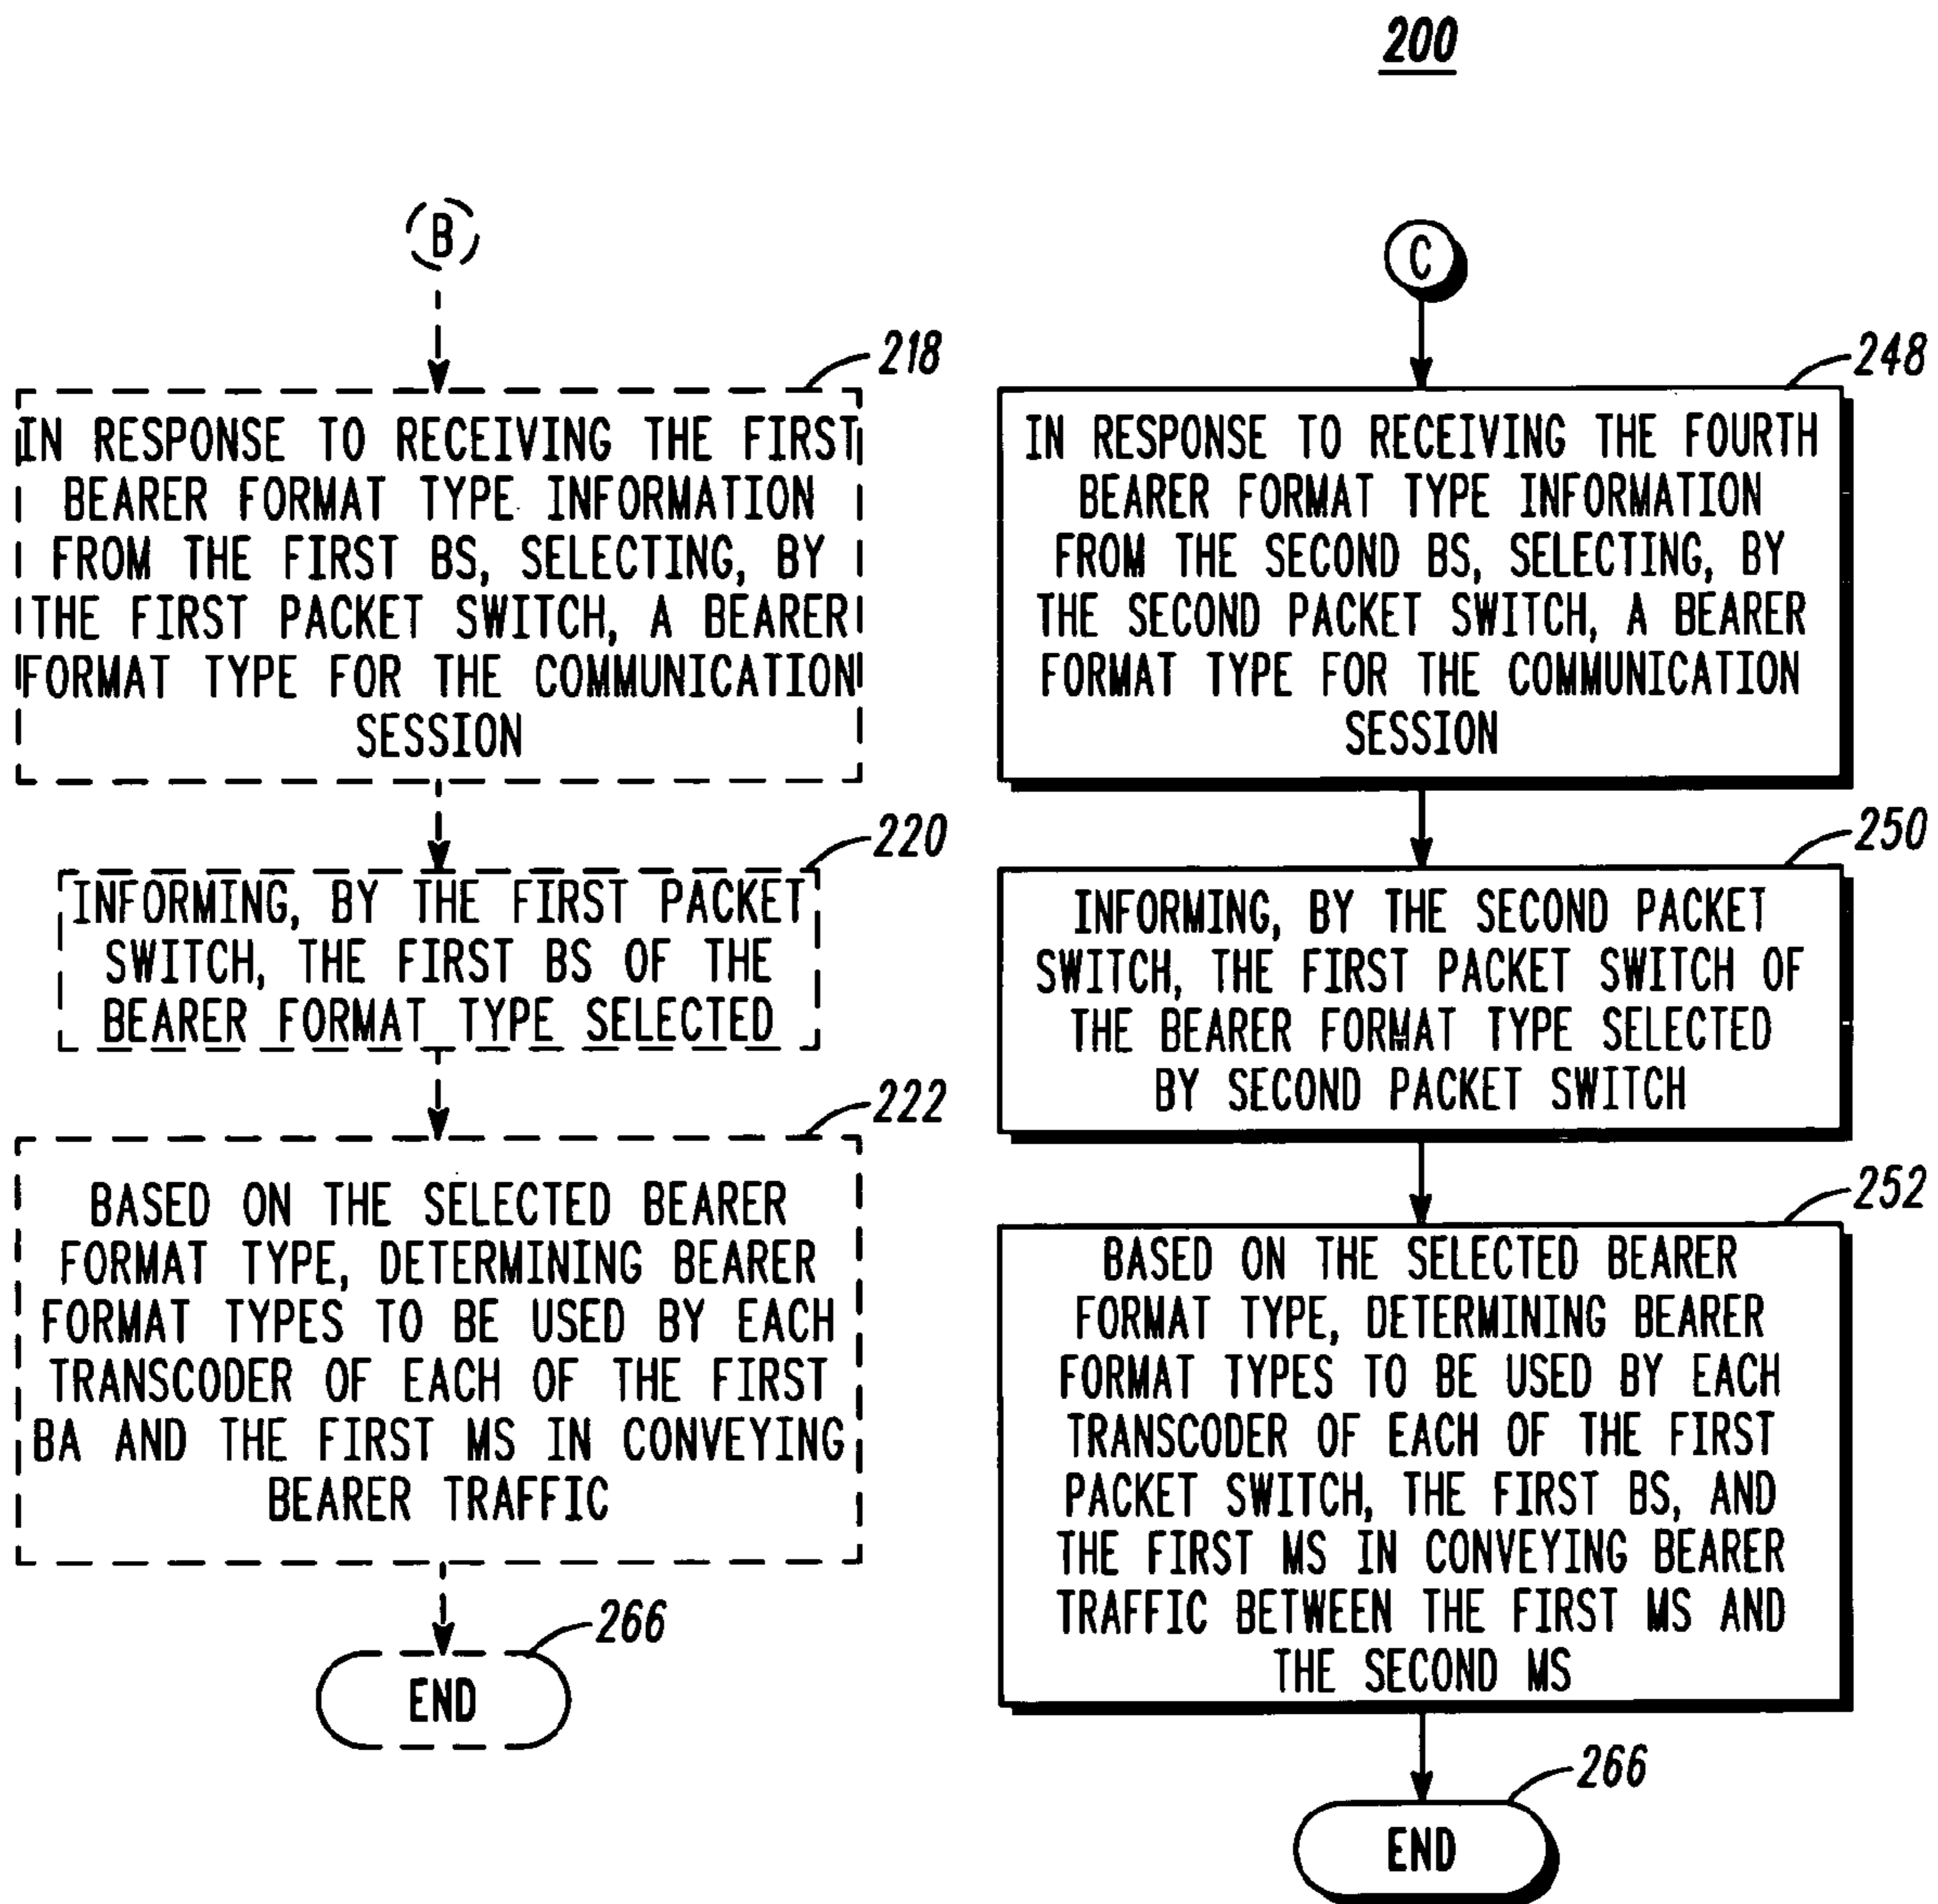 200
B
218
IN RESPONSE TO RECEIVING THE FIRST
BEARER FORMAT TYPE INFORMATION
FROM THE FIRST BS, SELECTING, BY
THE FIRST PACKET SWITCH, A BEARER
FORMAT TYPE FOR THE COMMUNICATION
SESSION
220
INFORMING, BY THE FIRST PACKET
SWITCH, THE FIRST BS OF THE
BEARER FORMAT TYPE SELECTED
222
BASED ON THE SELECTED BEARER
FORMAT TYPE, DETERMINING BEARER
FORMAT TYPES TO BE USED BY EACH
TRANSCODER OF EACH OF THE FIRST
BA AND THE FIRST MS IN CONVEYING
BEARER TRAFFIC
266
END
C
248
IN RESPONSE TO RECEIVING THE FOURTH
BEARER FORMAT TYPE INFORMATION
FROM THE SECOND BS, SELECTING, BY
THE SECOND PACKET SWITCH, A BEARER
FORMAT TYPE FOR THE COMMUNICATION
SESSION
250
INFORMING, BY THE SECOND PACKET
SWITCH, THE FIRST PACKET SWITCH OF
THE BEARER FORMAT TYPE SELECTED
BY SECOND PACKET SWITCH
252
BASED ON THE SELECTED BEARER
FORMAT TYPE, DETERMINING BEARER
FORMAT TYPES TO BE USED BY EACH
TRANSCODER OF EACH OF THE FIRST
PACKET SWITCH, THE FIRST BS, AND
THE FIRST MS IN CONVEYING BEARER
TRAFFIC BETWEEN THE FIRST MS AND
THE SECOND MS
266
END